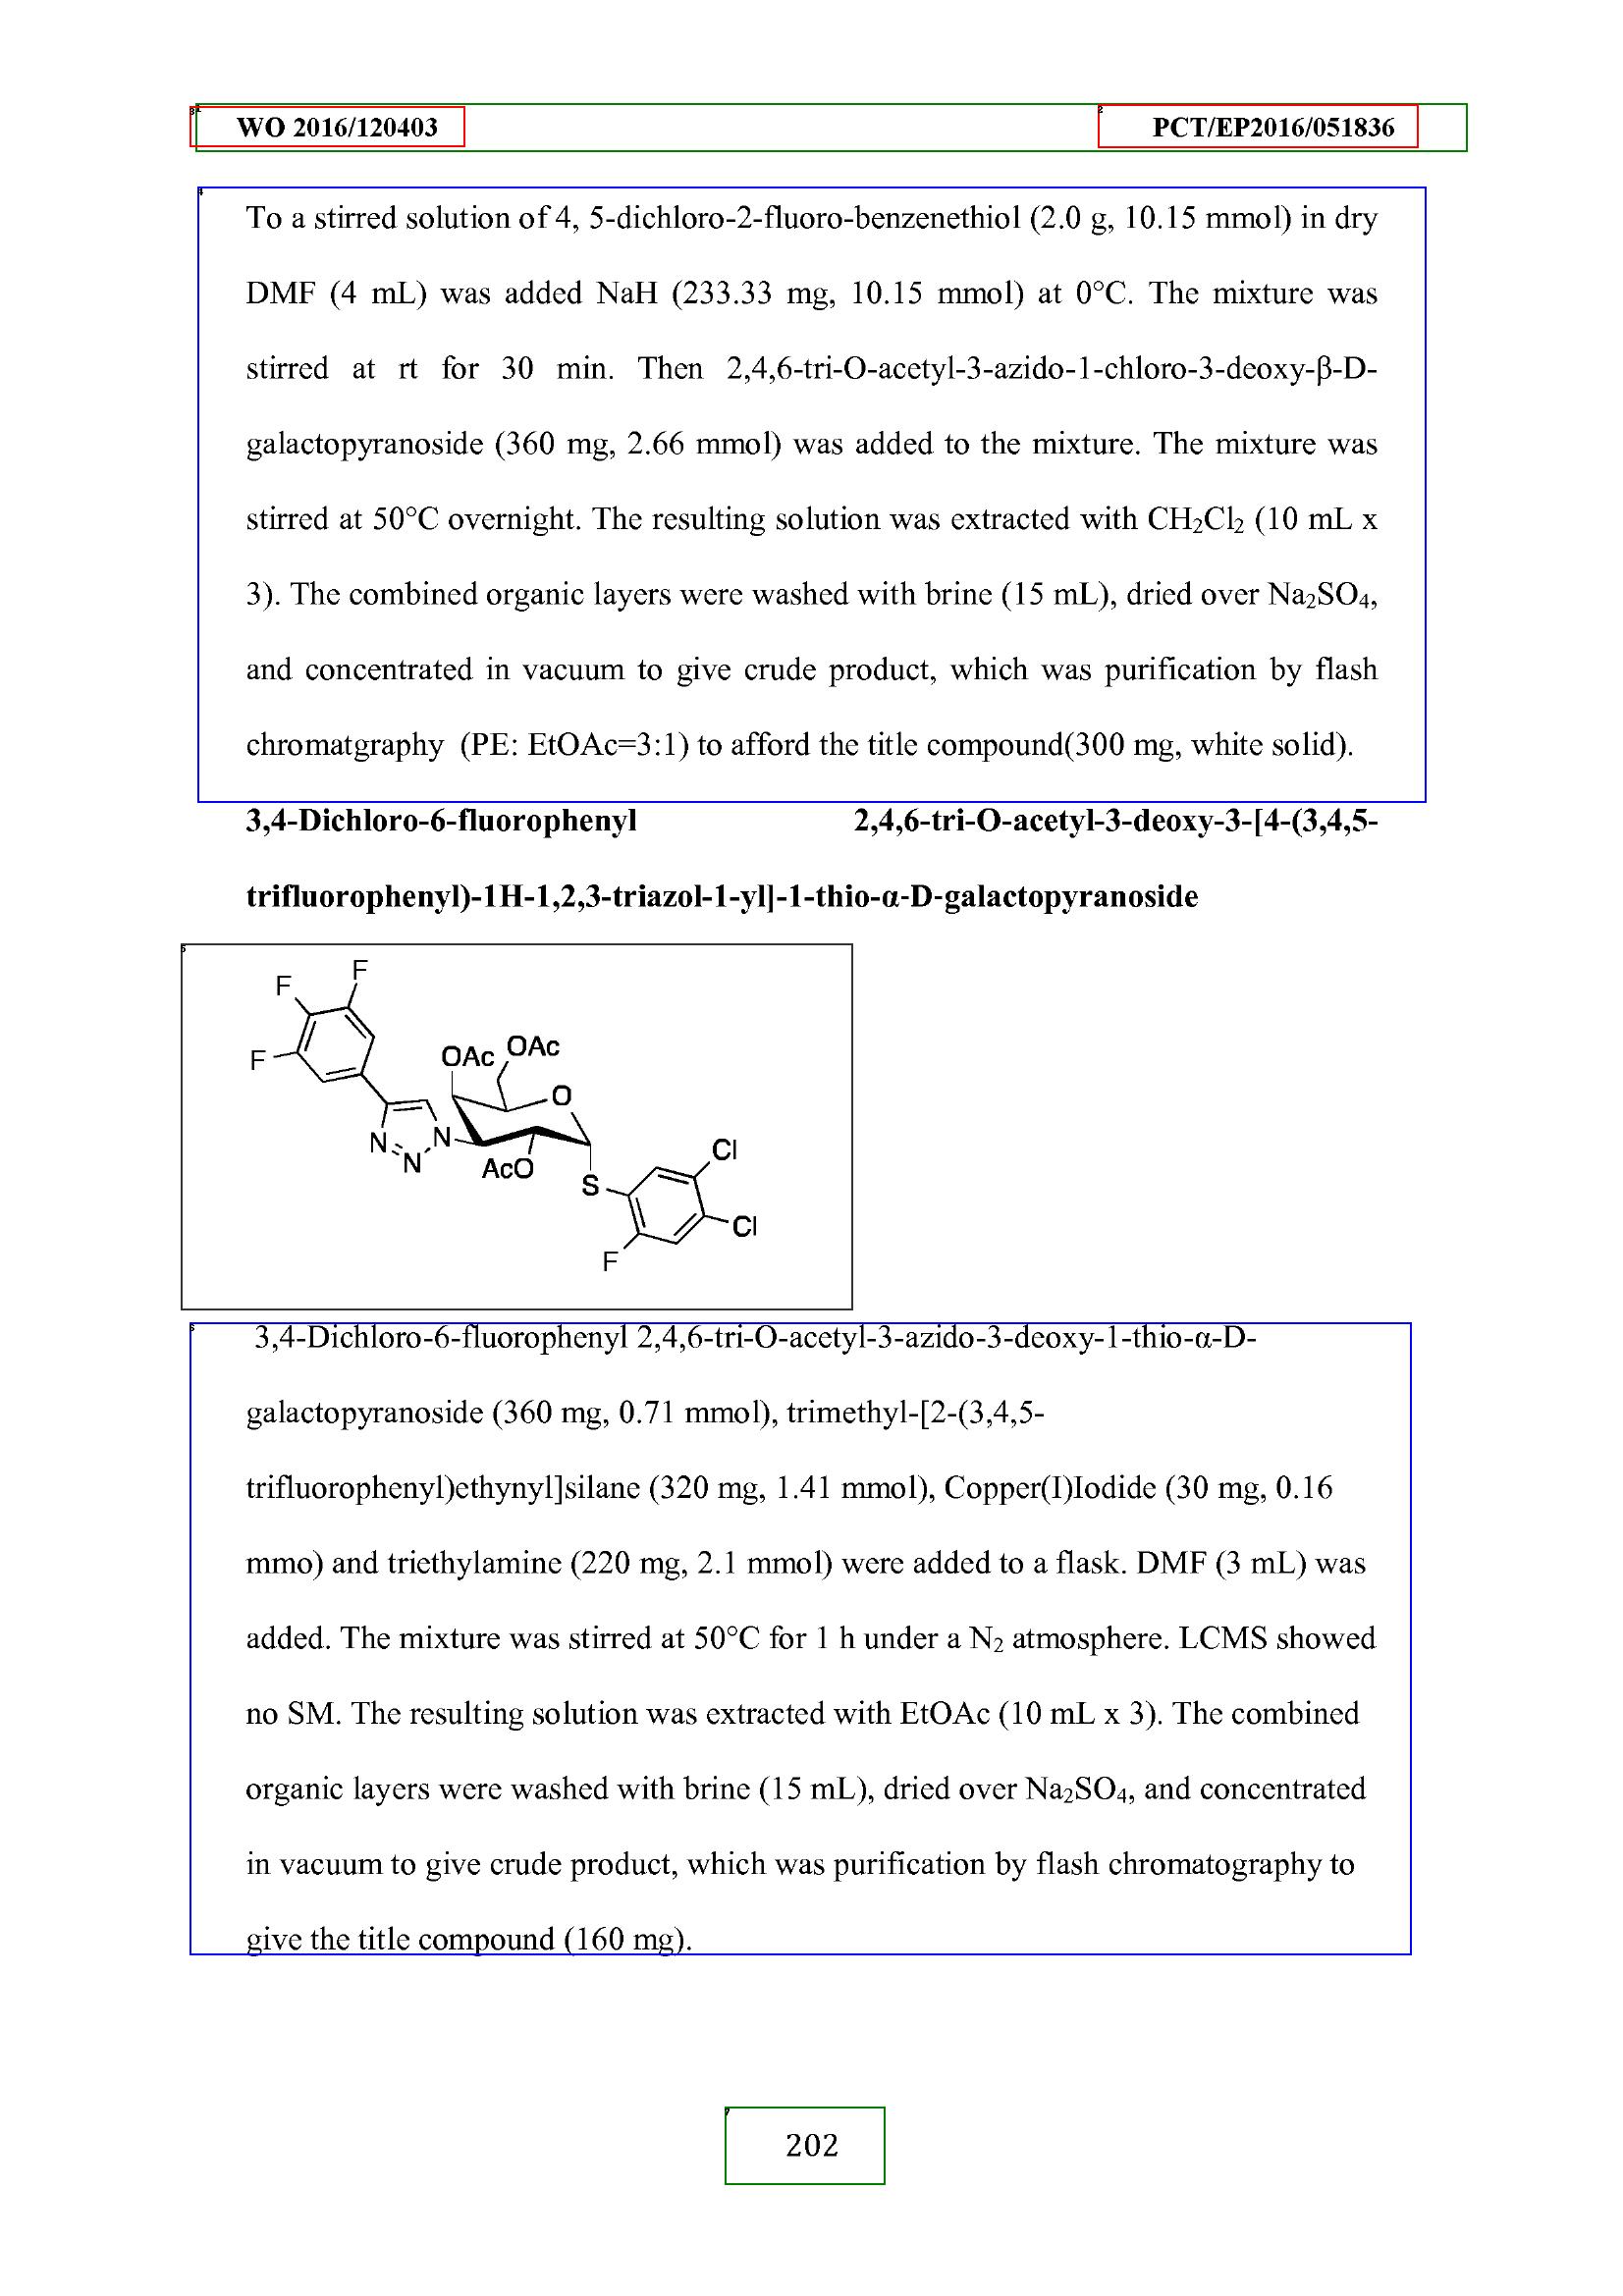 WO 2016/120403 PCT/EP2016/051836
To a stirred solution of 4, 5-dichloro-2-fluoro-benzenethiol (2.0 g, 10.15 mmol) in dry
DMF (4 mL) was added NaH (233.33 mg, 10.15 mmol) at 0°C. The mixture was
stirred at rt for 30 min. Then 2,4,6-tri-O-acetyl-3-azido-1-chloro-3-deoxy-β-D-
galactopyranoside (360 mg, 2.66 mmol) was added to the mixture. The mixture was
stirred at 50°C overnight. The resulting solution was extracted with CH₂Cl₂ (10 mL x
3). The combined organic layers were washed with brine (15 mL), dried over Na₂SO₄,
and concentrated in vacuum to give crude product, which was purification by flash
chromatgraphy (PE: EtOAc=3:1) to afford the title compound(300 mg, white solid).
3,4-Dichloro-6-fluorophenyl 2,4,6-tri-O-acetyl-3-deoxy-3-[4-(3,4,5-
trifluorophenyl)-1H-1,2,3-triazol-1-yl]-1-thio-α-D-galactopyranoside
F
F
F
OAc
OAc
O
N
N
N
AcO
S
Cl
Cl
F
3,4-Dichloro-6-fluorophenyl 2,4,6-tri-O-acetyl-3-azido-3-deoxy-1-thio-α-D-
galactopyranoside (360 mg, 0.71 mmol), trimethyl-[2-(3,4,5-
trifluorophenyl)ethynyl]silane (320 mg, 1.41 mmol), Copper(I)Iodide (30 mg, 0.16
mmo) and triethylamine (220 mg, 2.1 mmol) were added to a flask. DMF (3 mL) was
added. The mixture was stirred at 50°C for 1 h under a N₂ atmosphere. LCMS showed
no SM. The resulting solution was extracted with EtOAc (10 mL x 3). The combined
organic layers were washed with brine (15 mL), dried over Na₂SO₄, and concentrated
in vacuum to give crude product, which was purification by flash chromatography to
give the title compound (160 mg).
202